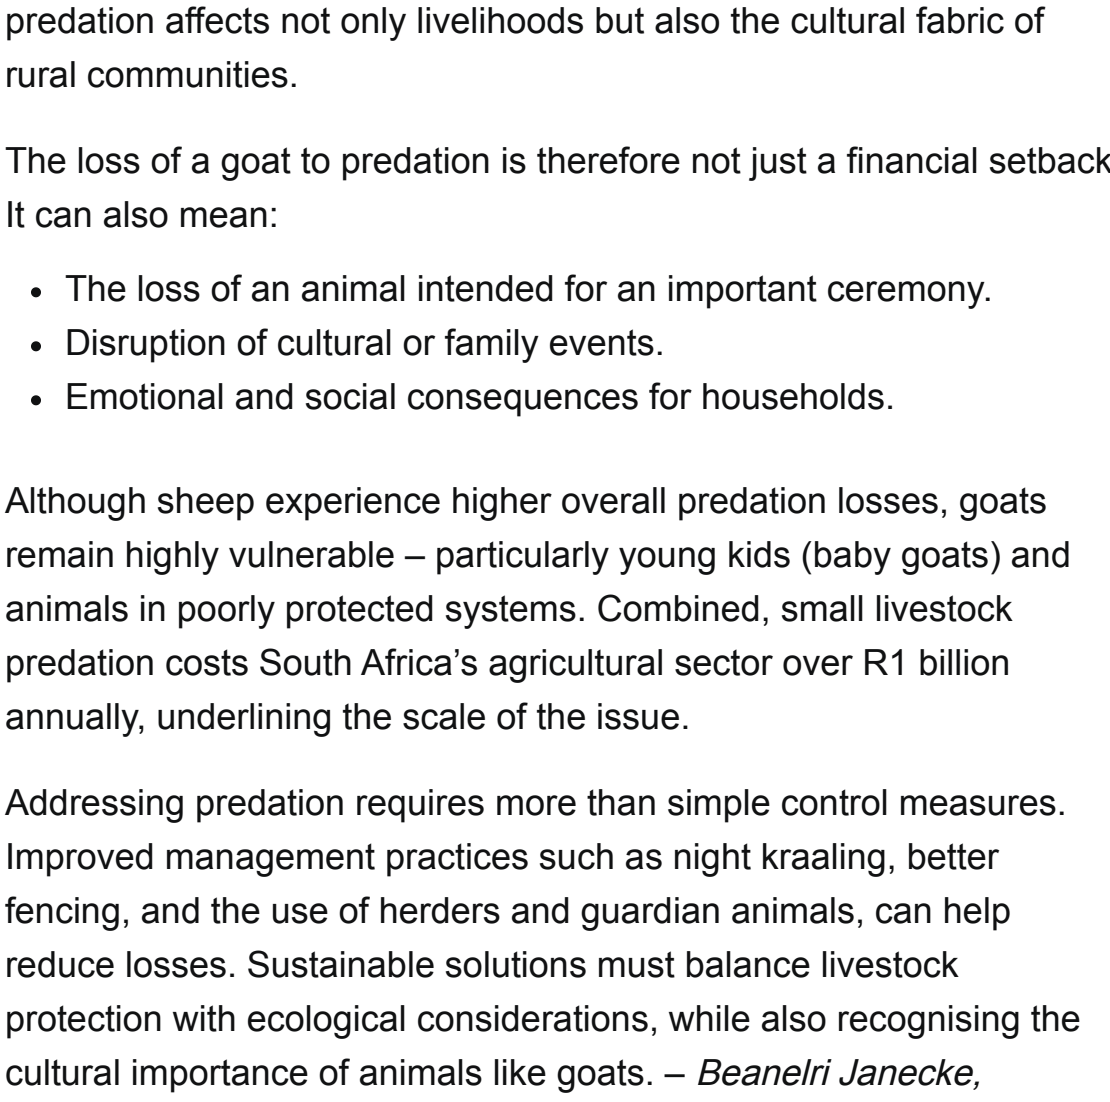 predation affects not only livelihoods but also the cultural fabric of
rural communities.
The loss of a goat to predation is therefore not just a financial setback
It can also mean:
• The loss of an animal intended for an important ceremony.
• Disruption of cultural or family events.
• Emotional and social consequences for households.
Although sheep experience higher overall predation losses, goats
remain highly vulnerable – particularly young kids (baby goats) and
animals in poorly protected systems. Combined, small livestock
predation costs South Africa’s agricultural sector over R1 billion
annually, underlining the scale of the issue.
Addressing predation requires more than simple control measures.
Improved management practices such as night kraaling, better
fencing, and the use of herders and guardian animals, can help
reduce losses. Sustainable solutions must balance livestock
protection with ecological considerations, while also recognising the
cultural importance of animals like goats. – Beanelri Janecke,